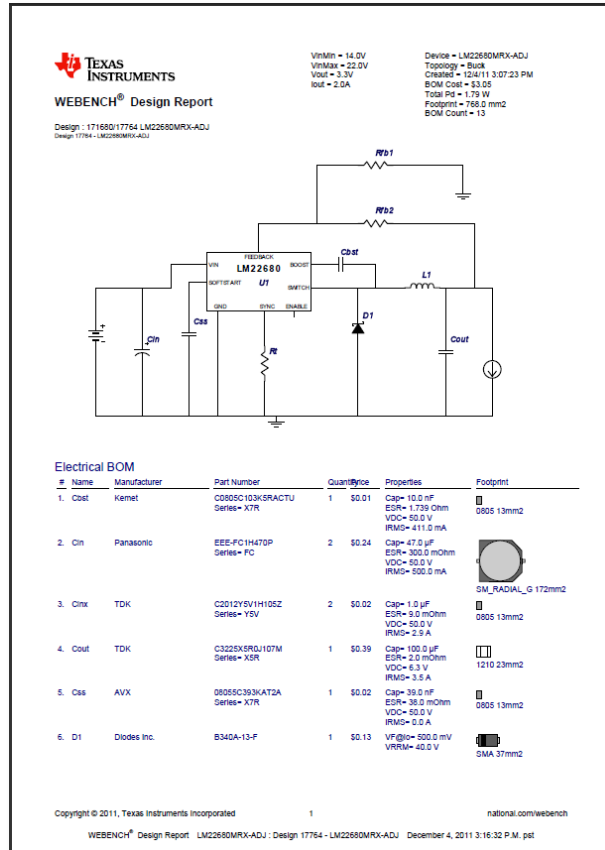 TEXAS
INSTRUMENTS
WEBENCH® Design Report
Design : 171680/17764 LM22680MRX-ADJ
Design 17764 - LM22680MRX-ADJ
VinMin = 14.0V
VinMax = 22.0V
Vout = 3.3V
Iout = 2.0A
Device = LM22680MRX-ADJ
Topology = Buck
Created = 12/4/11 3:07:23 PM
BOM Cost = $3.05
Total Pd = 1.79 W
Footprint = 768.0 mm2
BOM Count = 13
Rfb1
Rfb2
Cbst
L1
FEEDBACK
VIN
LM22680
BOOST
SOFTSTART
U1
SWITCH
GND
SYNC
ENABLE
Cin
Css
Rt
D1
Cout
Electrical BOM
# Name Manufacturer Part Number Quantity Price Properties Footprint
1. Cbst Kemet C0805C103K5RACTU 1 $0.01 Cap= 10.0 nF
Series= X7R ESR= 1.739 Ohm
VDC= 50.0 V 0805 13mm2
IRMS= 411.0 mA
2. Cin Panasonic EEE-FC1H470P 2 $0.24 Cap= 47.0 µF
Series= FC ESR= 300.0 mOhm
VDC= 50.0 V
IRMS= 500.0 mA
SM_RADIAL_G 172mm2
3. Cinx TDK C2012Y5V1H105Z 2 $0.02 Cap= 1.0 µF
Series= Y5V ESR= 9.0 mOhm
VDC= 50.0 V 0805 13mm2
IRMS= 2.9 A
4. Cout TDK C3225X5R0J107M 1 $0.39 Cap= 100.0 µF
Series= X5R ESR= 2.0 mOhm
VDC= 6.3 V 1210 23mm2
IRMS= 3.5 A
5. Css AVX 08055C393KAT2A 1 $0.02 Cap= 39.0 nF
Series= X7R ESR= 38.0 mOhm
VDC= 50.0 V 0805 13mm2
IRMS= 0.0 A
6. D1 Diodes Inc. B340A-13-F 1 $0.13 VF@Io= 500.0 mV
VRRM= 40.0 V
SMA 37mm2
Copyright © 2011, Texas Instruments Incorporated 1 national.com/webench
WEBENCH® Design Report LM22680MRX-ADJ : Design 17764 - LM22680MRX-ADJ December 4, 2011 3:16:32 P.M. pst